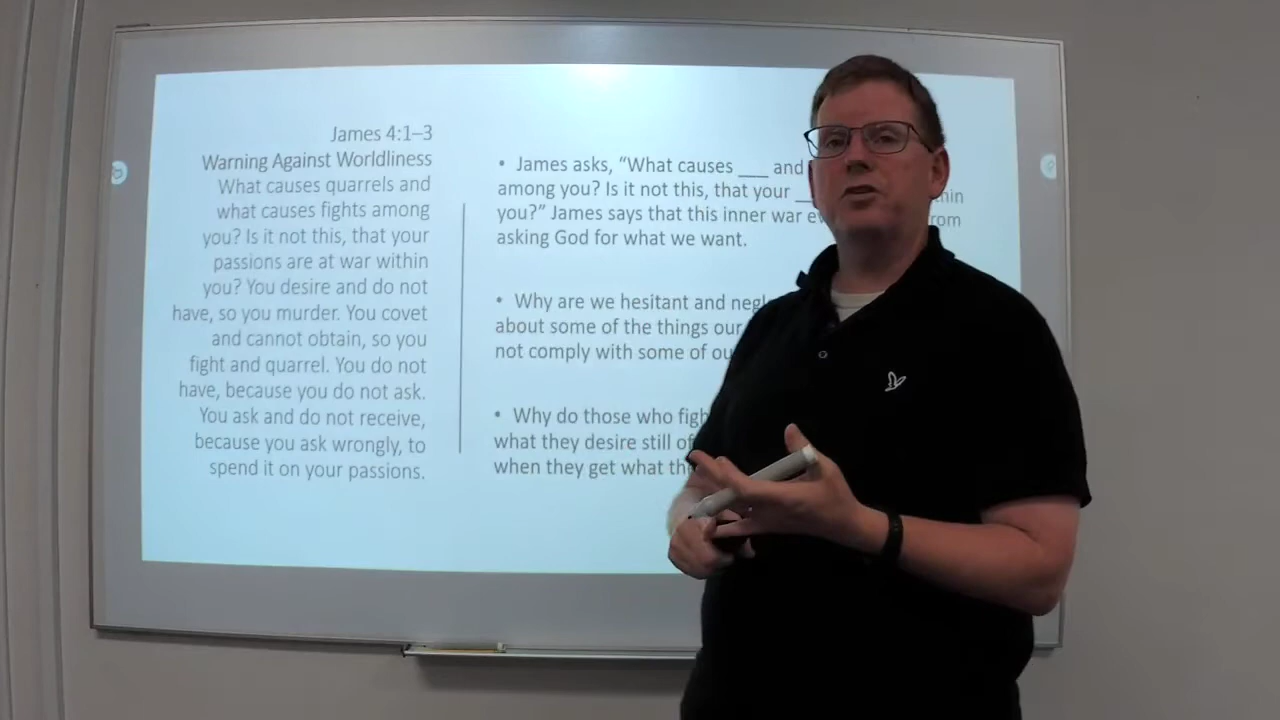 James 4:1–3
Warning Against Worldliness
What causes quarrels and
what causes fights among
you? Is it not this, that your
passions are at war within
you? You desire and do not
have, so you murder. You covet
and cannot obtain, so you
fight and quarrel. You do not
have, because you do not ask.
You ask and do not receive,
because you ask wrongly, to
spend it on your passions.
• James asks, “What causes ___ and
among you? Is it not this, that your __
you?” James says that this inner war
asking God for what we want.
• Why are we hesitant and
about some of the things our
not comply with some of
• Why do those who
what they desire still
when they get what